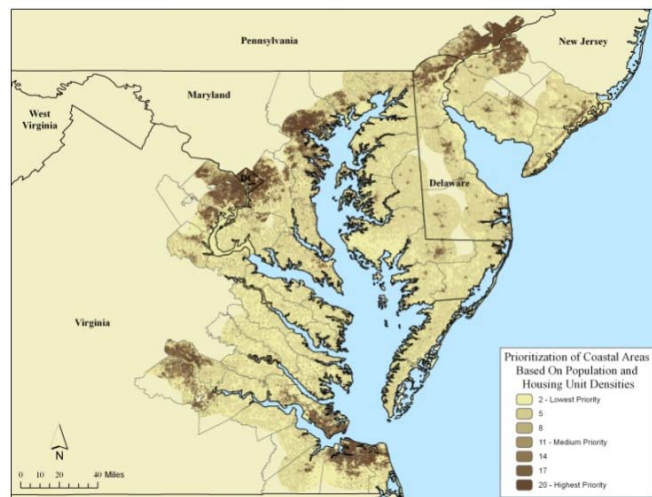 Pennsylvania
New Jersey
Maryland
West
Virginia
DC
Delaware
Virginia
Prioritization of Coastal Areas
Based On Population and
Housing Unit Densities
2 - Lowest Priority
5
8
11 - Medium Priority
14
17
20 - Highest Priority
N
0 10 20 40 Miles